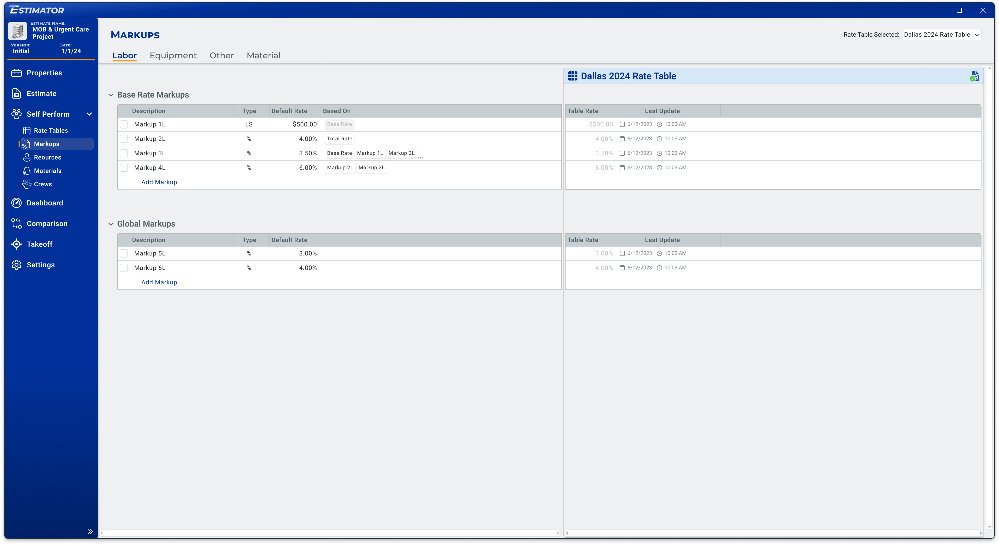 ESTIMATOR
ESTIMATE NAME:
MOB & Urgent Care
Project
VERSION: DATE:
Initial 1/1/24
Properties
Estimate
Self Perform
Rate Tables
Markups
Reources
Materials
Crews
Dashboard
Comparison
Takeoff
Settings
MARKUPS
Rate Table Selected: Dallas 2024 Rate Table
Labor Equipment Other Material
Dallas 2024 Rate Table
Base Rate Markups
Description Type Default Rate Based On Table Rate Last Update
Markup 1L LS $500.00 Base Rate $500.00 6/12/2023 10:03 AM
Markup 2L % 4.00% Total Rate 4.00% 6/12/2023 10:03 AM
Markup 3L % 3.50% Base Rate Markup 1L Markup 2L ... 3.50% 6/12/2023 10:03 AM
Markup 4L % 6.00% Markup 2L Markup 3L 6.00% 6/12/2023 10:03 AM
+ Add Markup
Global Markups
Description Type Default Rate Table Rate Last Update
Markup 5L % 3.00% 3.00% 6/12/2023 10:03 AM
Markup 6L % 4.00% 4.00% 6/12/2023 10:03 AM
+ Add Markup